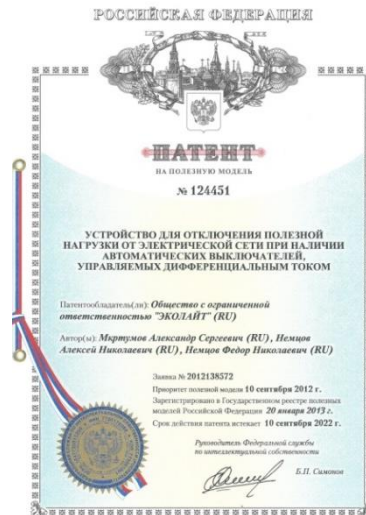 РОССИЙСКАЯ ФЕДЕРАЦИЯ
ПАТЕНТ
НА ПОЛЕЗНУЮ МОДЕЛЬ
№ 124451
УСТРОЙСТВО ДЛЯ ОТКЛЮЧЕНИЯ ПОЛЕЗНОЙ
НАГРУЗКИ ОТ ЭЛЕКТРИЧЕСКОЙ СЕТИ ПРИ НАЛИЧИИ
АВТОМАТИЧЕСКИХ ВЫКЛЮЧАТЕЛЕЙ,
УПРАВЛЯЕМЫХ ДИФФЕРЕНЦИАЛЬНЫМ ТОКОМ
Патентообладатель(ли): Общество с ограниченной
ответственностью "ЭКОЛАЙТ" (RU)
Автор(ы): Мкртумов Александр Сергеевич (RU), Немцов
Алексей Николаевич (RU), Немцов Федор Николаевич (RU)
Заявка № 2012138572
Приоритет полезной модели 10 сентября 2012 г.
Зарегистрировано в Государственном реестре полезных
моделей Российской Федерации 20 января 2013 г.
Срок действия патента истекает 10 сентября 2022 г.
Руководитель Федеральной службы
по интеллектуальной собственности
Б.П. Симонов